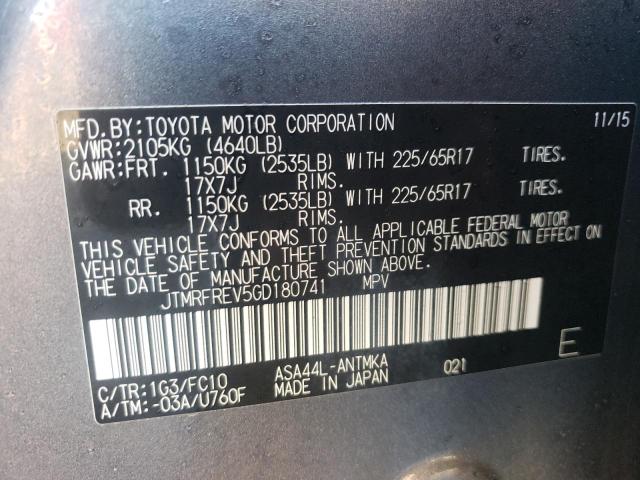 MFD. BY: TOYOTA MOTOR CORPORATION 11/15
GVWR: 2105KG (4640LB)
GAWR: FRT. 1150KG (2535LB) WITH 225/65R17 TIRES.
17X7J RIMS.
RR. 1150KG (2535LB) WITH 225/65R17 TIRES.
17X7J RIMS.
THIS VEHICLE CONFORMS TO ALL APPLICABLE FEDERAL MOTOR
VEHICLE SAFETY AND THEFT PREVENTION STANDARDS IN EFFECT ON
THE DATE OF MANUFACTURE SHOWN ABOVE.
JTMRFREV5GD180741 MPV
E
C/TR: 1G3/FC10 ASA44L-ANTMKA 021
A/TM: -03A/U760F MADE IN JAPAN